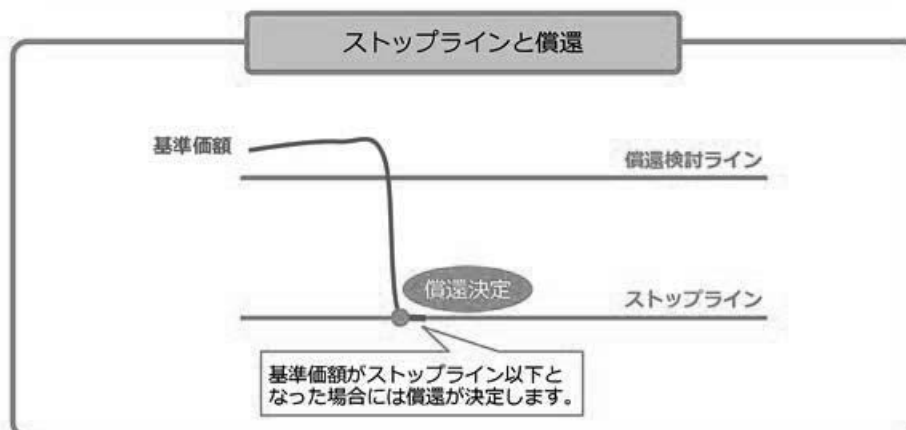 ストップラインと償還
基準価額
償還検討ライン
償還決定
ストップライン
基準価額がストップライン以下と
なった場合には償還が決定します。